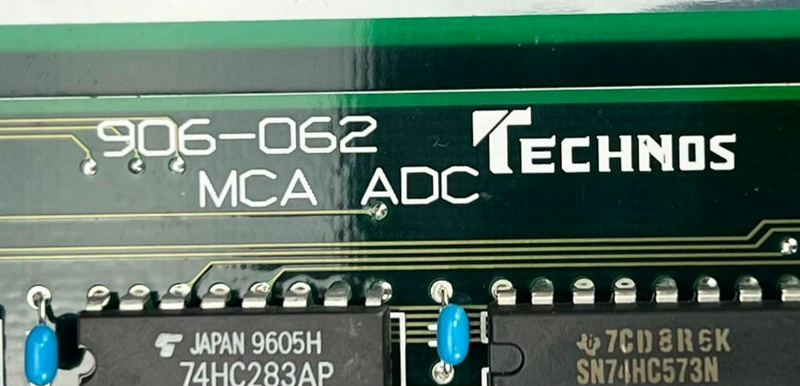 906-062
TECHNOS
MCA ADC
JAPAN 9605H
74HC283AP
7CD8R6K
SN74HC573N